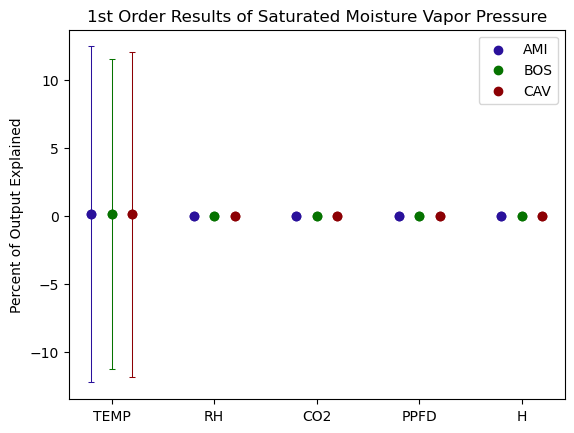 1st Order Results of Saturated Moisture Vapor Pressure
AMI
BOS
CAV
Percent of Output Explained
10
5
0
−5
−10
TEMP RH CO2 PPFD H